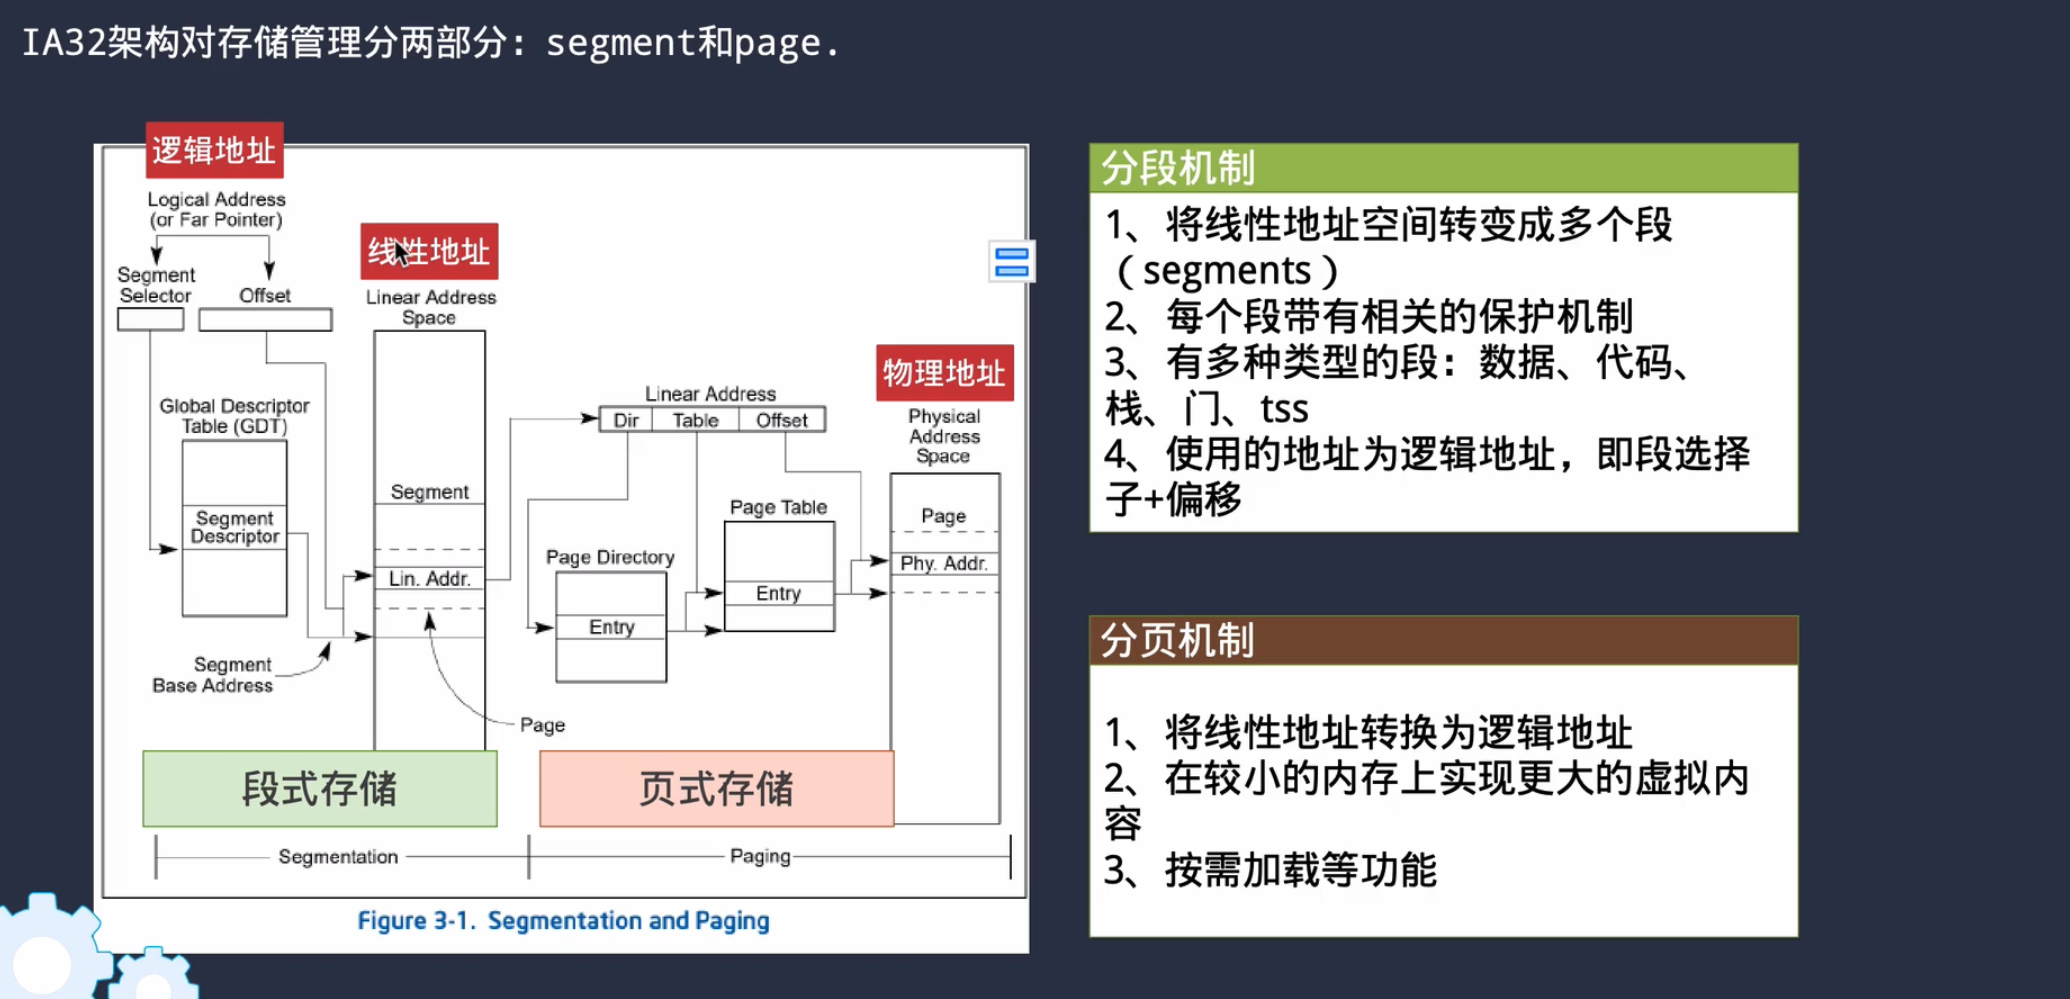 IA32架构对存储管理分两部分：segment和page.
逻辑地址
Logical Address
(or Far Pointer)
Segment
Selector
Offset
线性地址
Linear Address
Space
Global Descriptor
Table (GDT)
Segment
Descriptor
Segment
Lin. Addr.
Segment
Base Address
Page
Linear Address
Dir
Table
Offset
Page Directory
Entry
Page Table
Entry
物理地址
Physical
Address
Space
Page
Phy. Addr.
段式存储
页式存储
Segmentation
Paging
Figure 3-1. Segmentation and Paging
分段机制
1、将线性地址空间转变成多个段
（segments）
2、每个段带有相关的保护机制
3、有多种类型的段：数据、代码、
栈、门、tss
4、使用的地址为逻辑地址，即段选择
子+偏移
分页机制
1、将线性地址转换为逻辑地址
2、在较小的内存上实现更大的虚拟内
容
3、按需加载等功能